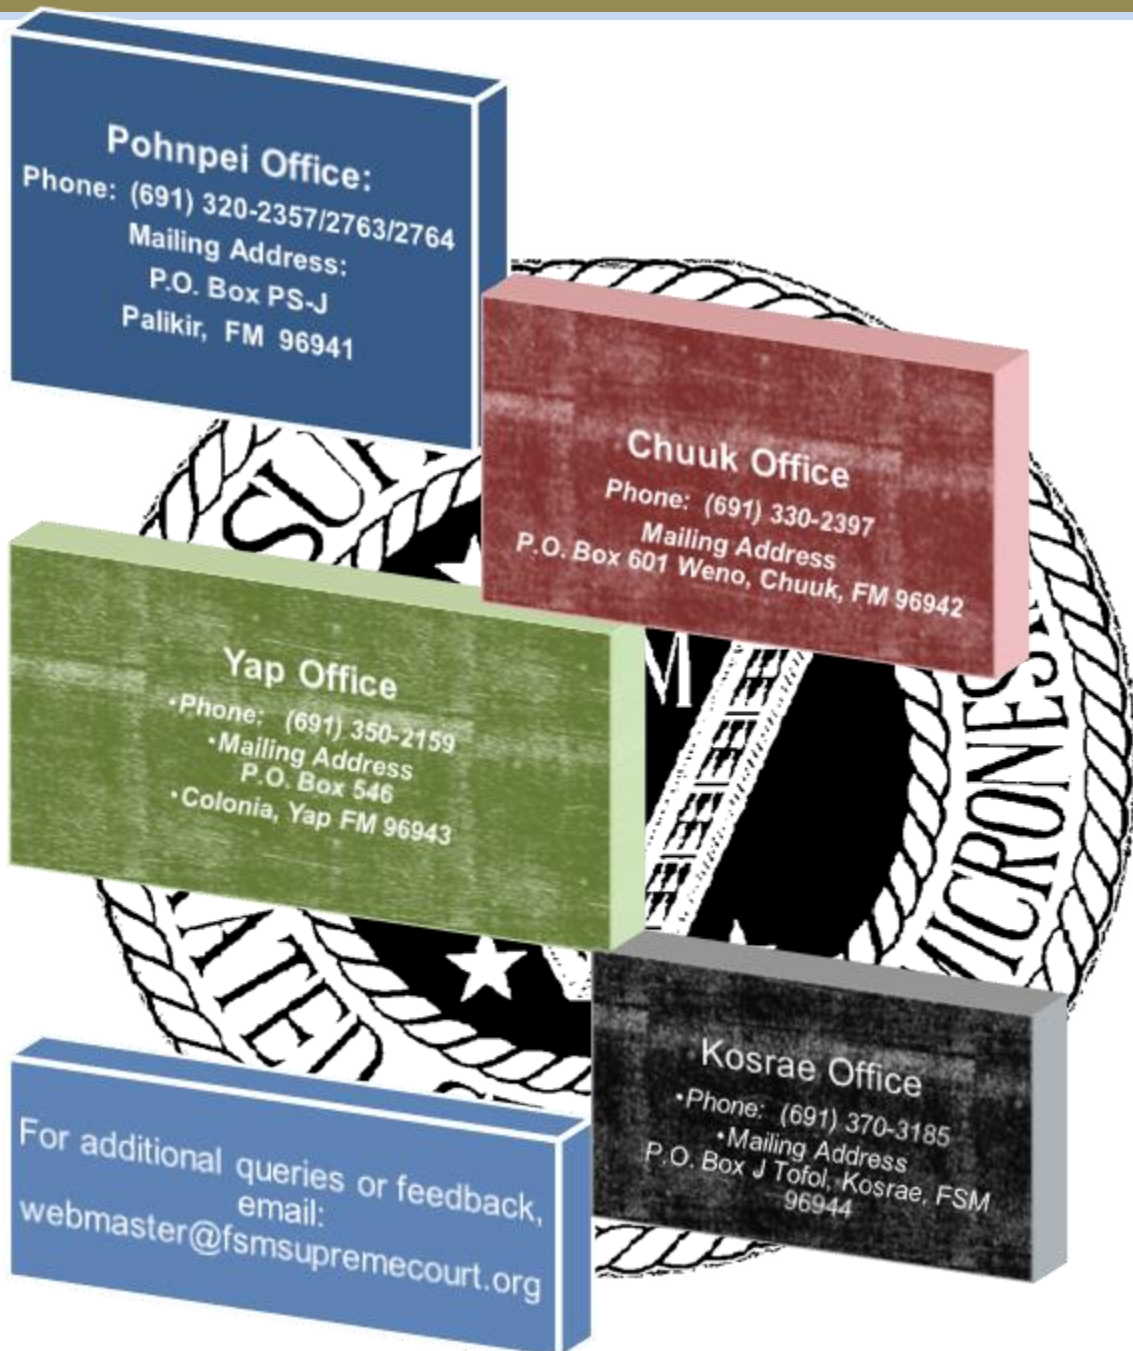 Pohnpei Office:
Phone: (691) 320-2357/2763/2764
Mailing Address:
P.O. Box PS-J
Palikir, FM 96941
Chuuk Office
Phone: (691) 330-2397
Mailing Address
P.O. Box 601 Weno, Chuuk, FM 96942
Yap Office
•Phone: (691) 350-2159
•Mailing Address
P.O. Box 546
•Colonia, Yap FM 96943
Kosrae Office
•Phone: (691) 370-3185
•Mailing Address
P.O. Box J Tofol, Kosrae, FSM
96944
For additional queries or feedback,
email:
webmaster@fsmsupremecourt.org